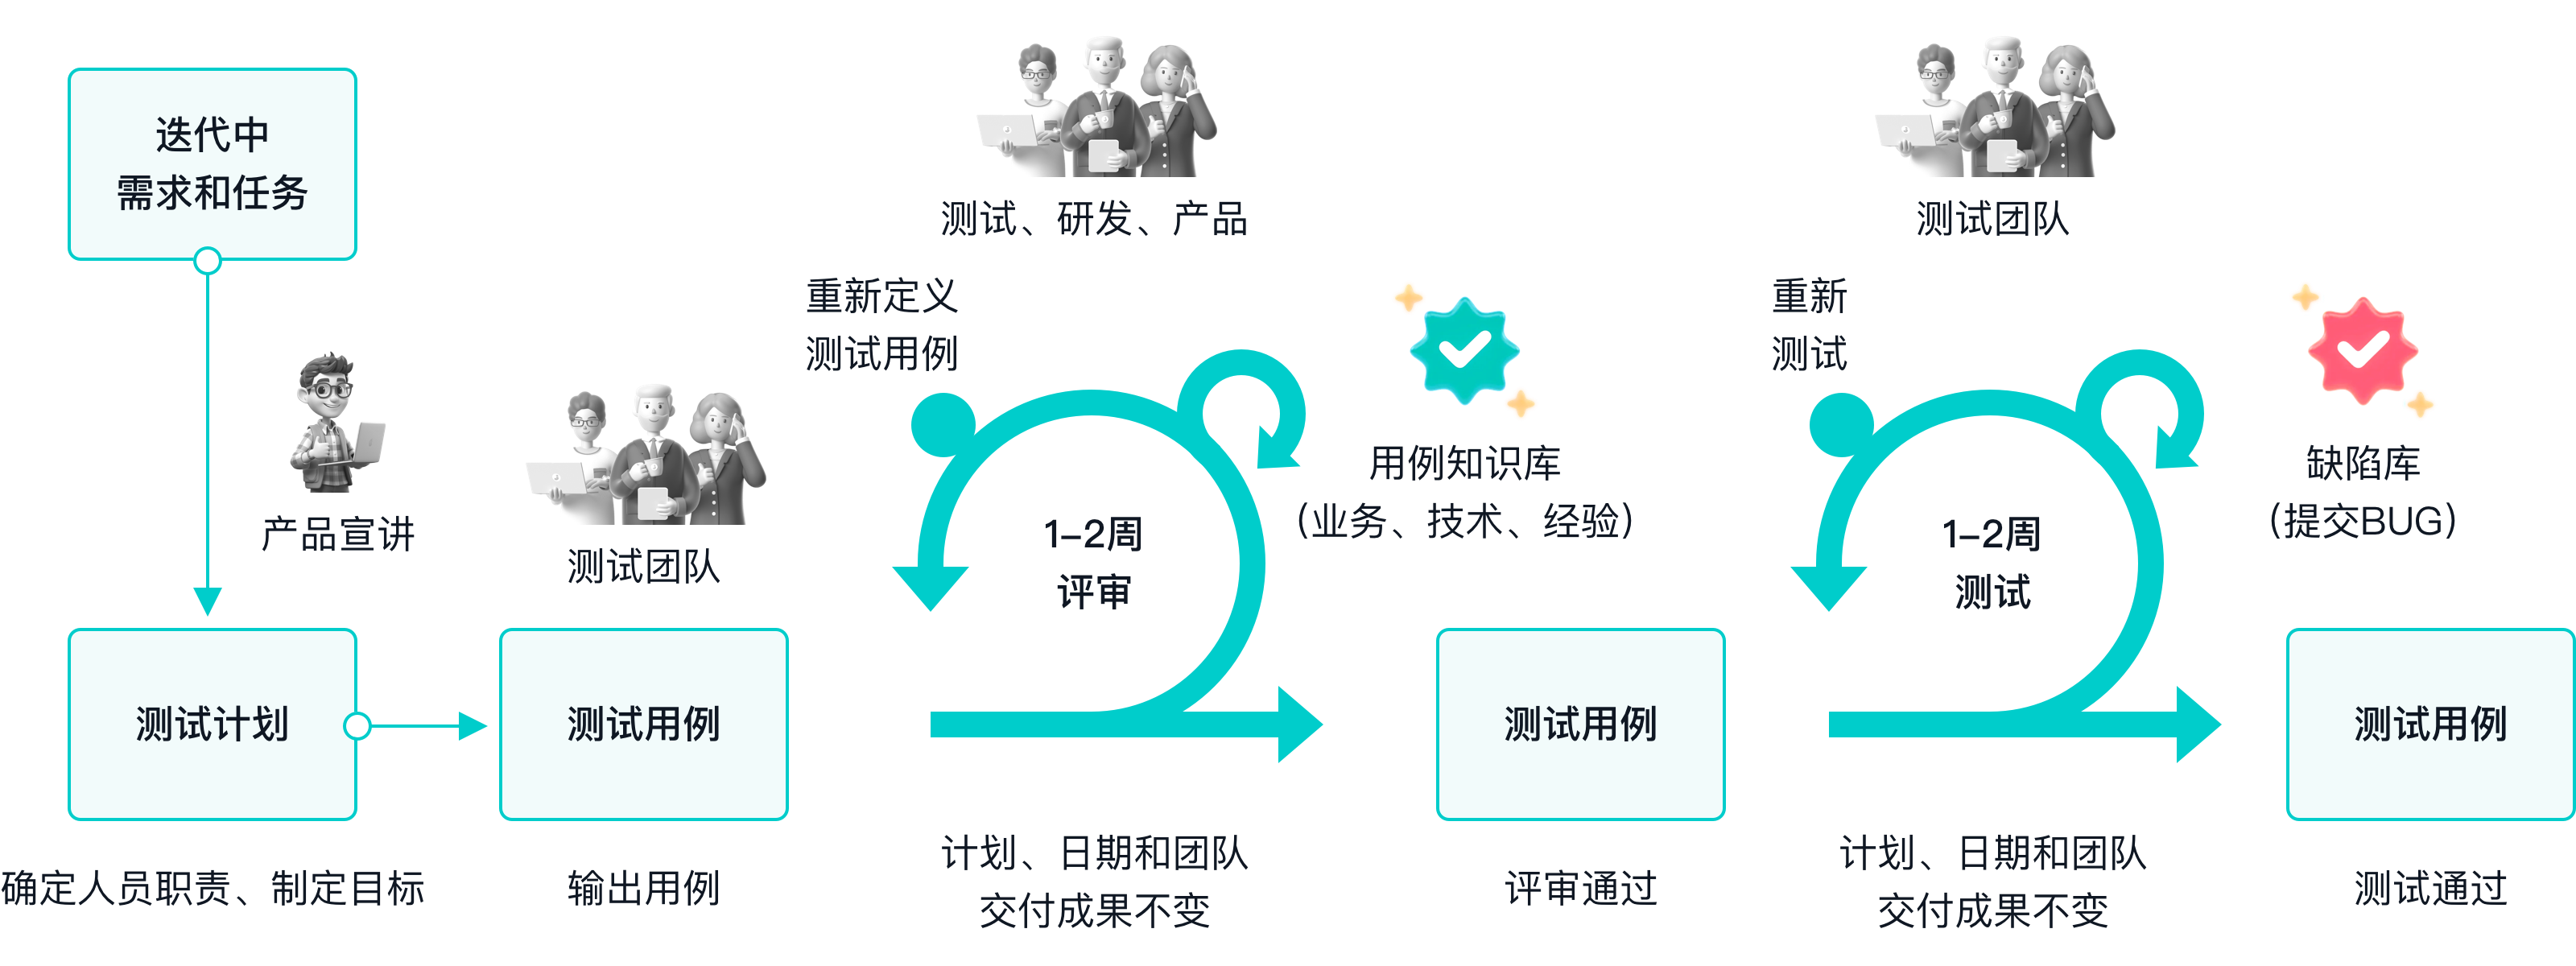 迭代中
需求和任务
产品宣讲
测试计划
确定人员职责、制定目标
测试团队
测试用例
输出用例
测试、研发、产品
重新定义
测试用例
1-2周
评审
用例知识库
(业务、技术、经验)
计划、日期和团队
交付成果不变
测试用例
评审通过
测试团队
重新
测试
1-2周
测试
缺陷库
(提交BUG)
计划、日期和团队
交付成果不变
测试用例
测试通过